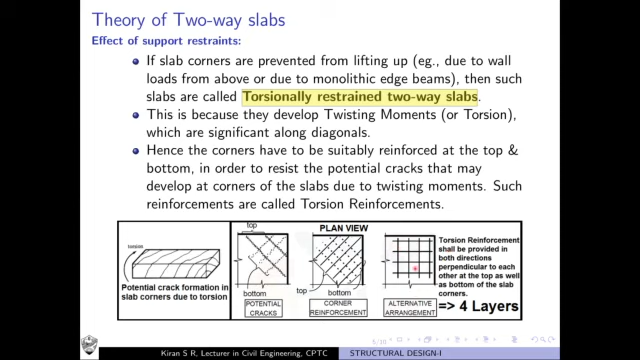 Theory of Two-way slabs
Effect of support restraints:
If slab corners are prevented from lifting up (eg., due to wall
loads from above or due to monolithic edge beams), then such
slabs are called Torsionally restrained two-way slabs.
This is because they develop Twisting Moments (or Torsion),
which are significant along diagonals.
Hence the corners have to be suitably reinforced at the top &
bottom, in order to resist the potential cracks that may
develop at corners of the slabs due to twisting moments. Such
reinforcements are called Torsion Reinforcements.
torsion
Potential crack formation in
slab corners due to torsion
top
PLAN VIEW
bottom
POTENTIAL
CRACKS
top
bottom
CORNER
REINFORCEMENT
ALTERNATIVE
ARRANGEMENT
Torsion Reinforcement
shall be provided in
both directions
perpendicular to each
other at the top as well
as bottom of the slab
corners.
=> 4 Layers
5/10
Kiran S R, Lecturer in Civil Engineering, CPTC
STRUCTURAL DESIGN-I